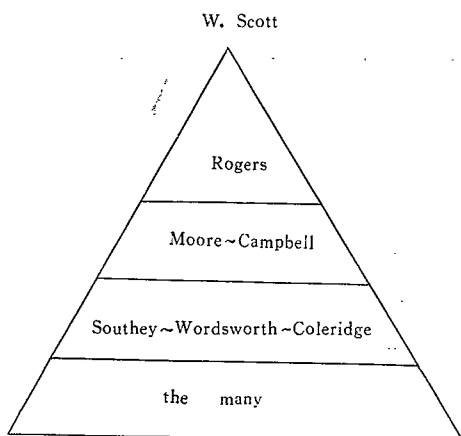 W. Scott
Rogers
Moore~Campbell
Southey~Wordsworth~Coleridge
the many